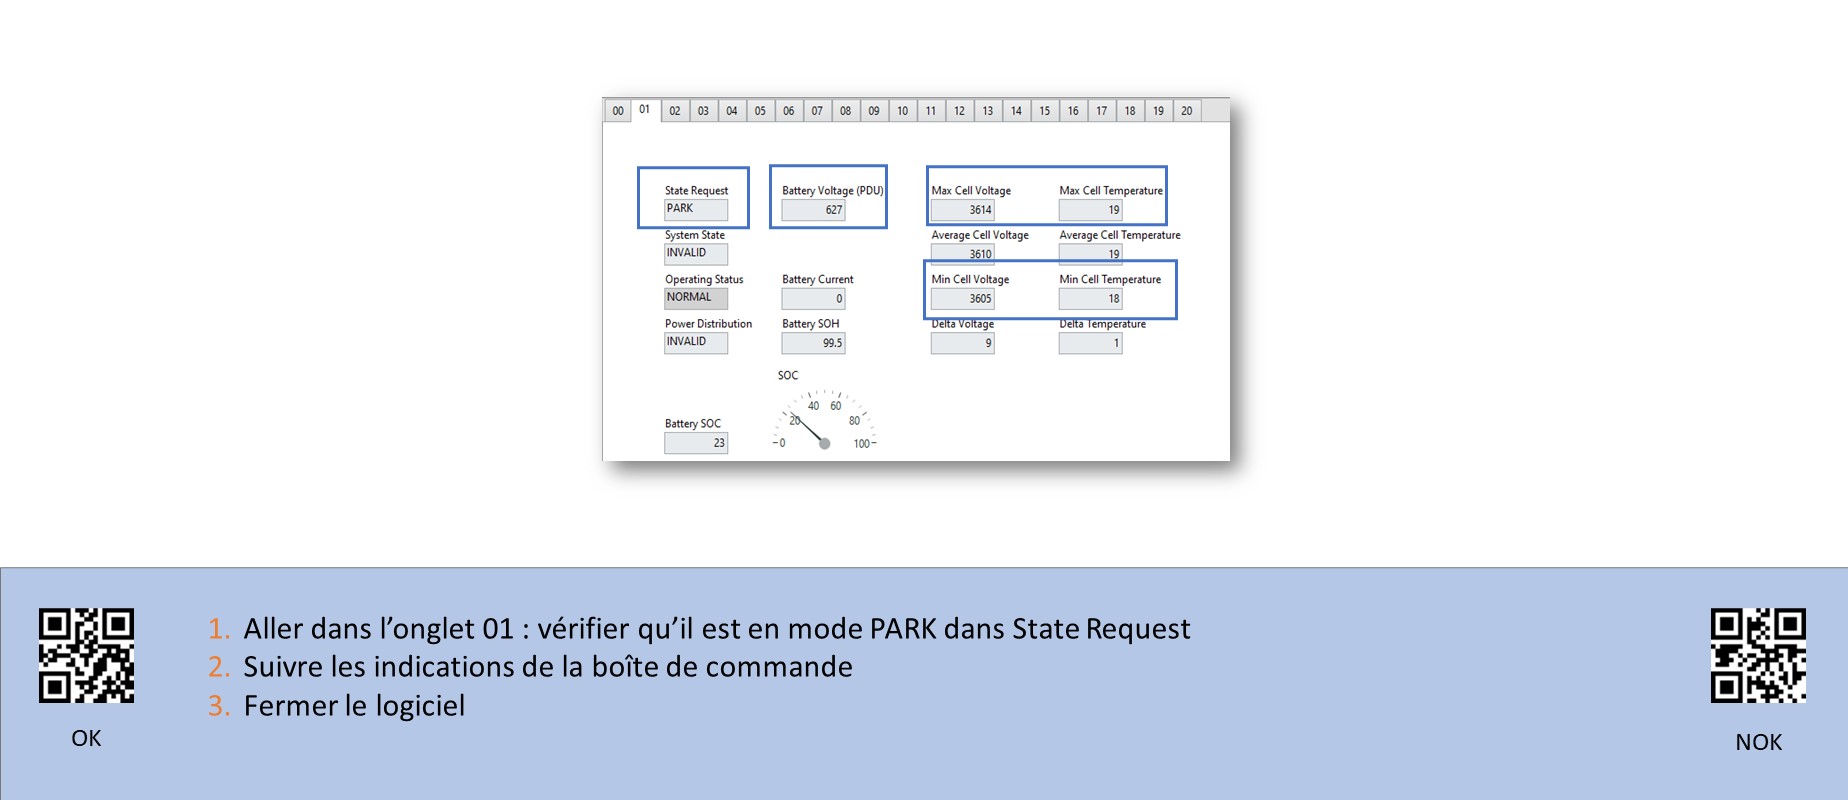 00 01 02 03 04 05 06 07 08 09 10 11 12 13 14 15 16 17 18 19 20
State Request Battery Voltage (PDU) Max Cell Voltage Max Cell Temperature
PARK 627 3614 19
System State Average Cell Voltage Average Cell Temperature
INVALID 3610 19
Operating Status Battery Current Min Cell Voltage Min Cell Temperature
NORMAL 0 3605 18
Power Distribution Battery SOH Delta Voltage Delta Temperature
INVALID 99.5 9 1
SOC
40 60
Battery SOC 20 80
23 0 100
1. Aller dans l’onglet 01 : vérifier qu’il est en mode PARK dans State Request
2. Suivre les indications de la boîte de commande
3. Fermer le logiciel
OK
NOK